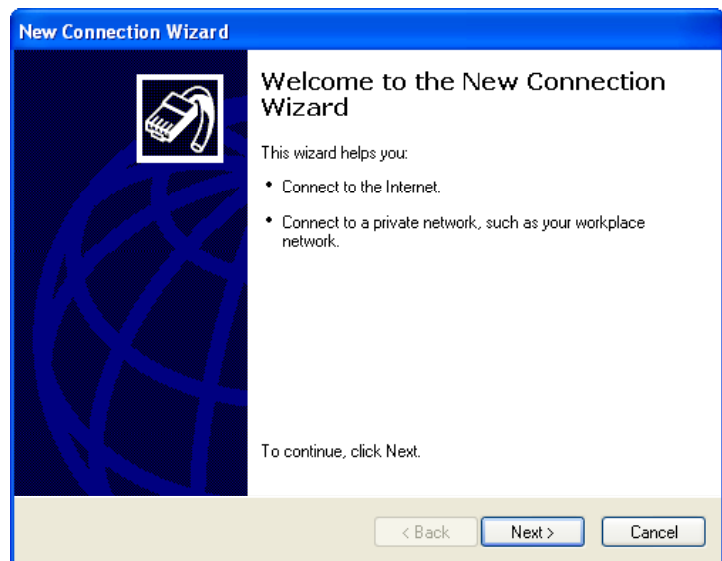 New Connection Wizard
Welcome to the New Connection
Wizard
This wizard helps you:
• Connect to the Internet.
• Connect to a private network, such as your workplace
network.
To continue, click Next.
< Back
Next >
Cancel